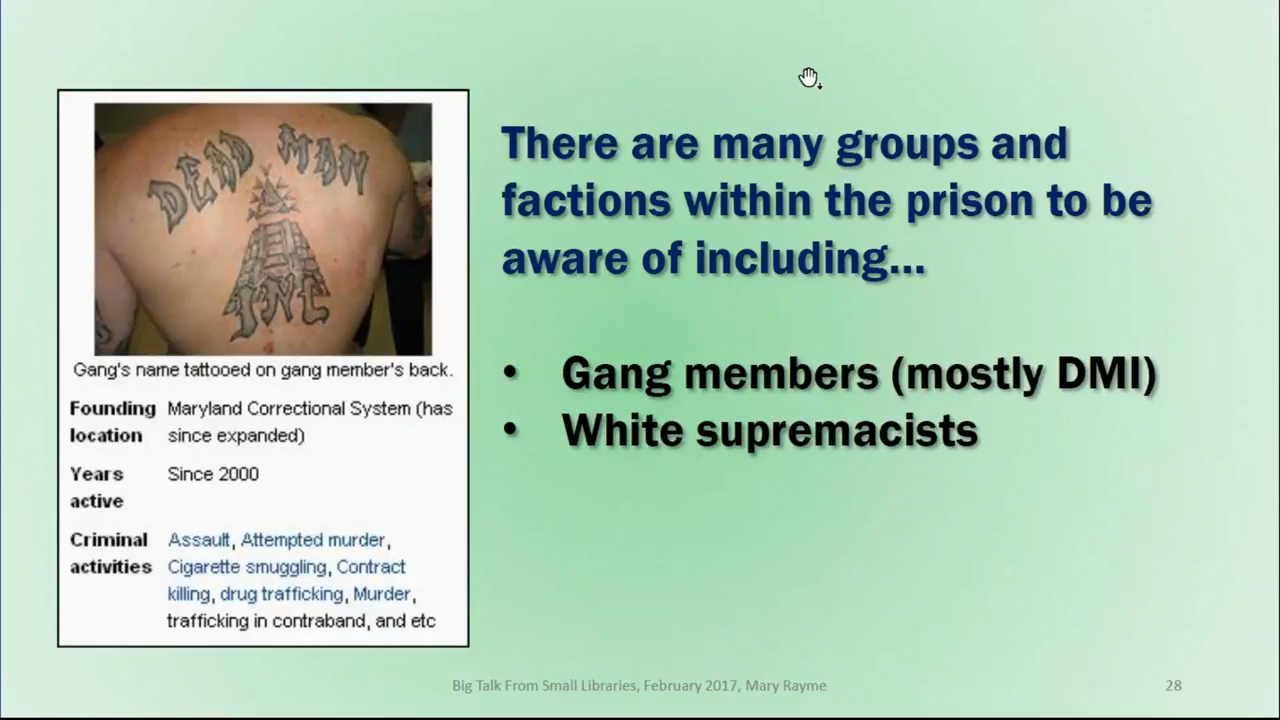 DEAD MAN
INC
Gang's name tattooed on gang member's back.
Founding location
Maryland Correctional System (has
since expanded)
Years active
Since 2000
Criminal activities
Assault, Attempted murder,
Cigarette smuggling, Contract
killing, drug trafficking, Murder,
trafficking in contraband, and etc
There are many groups and
factions within the prison to be
aware of including...
• Gang members (mostly DMI)
• White supremacists
Big Talk From Small Libraries, February 2017, Mary Rayme
28